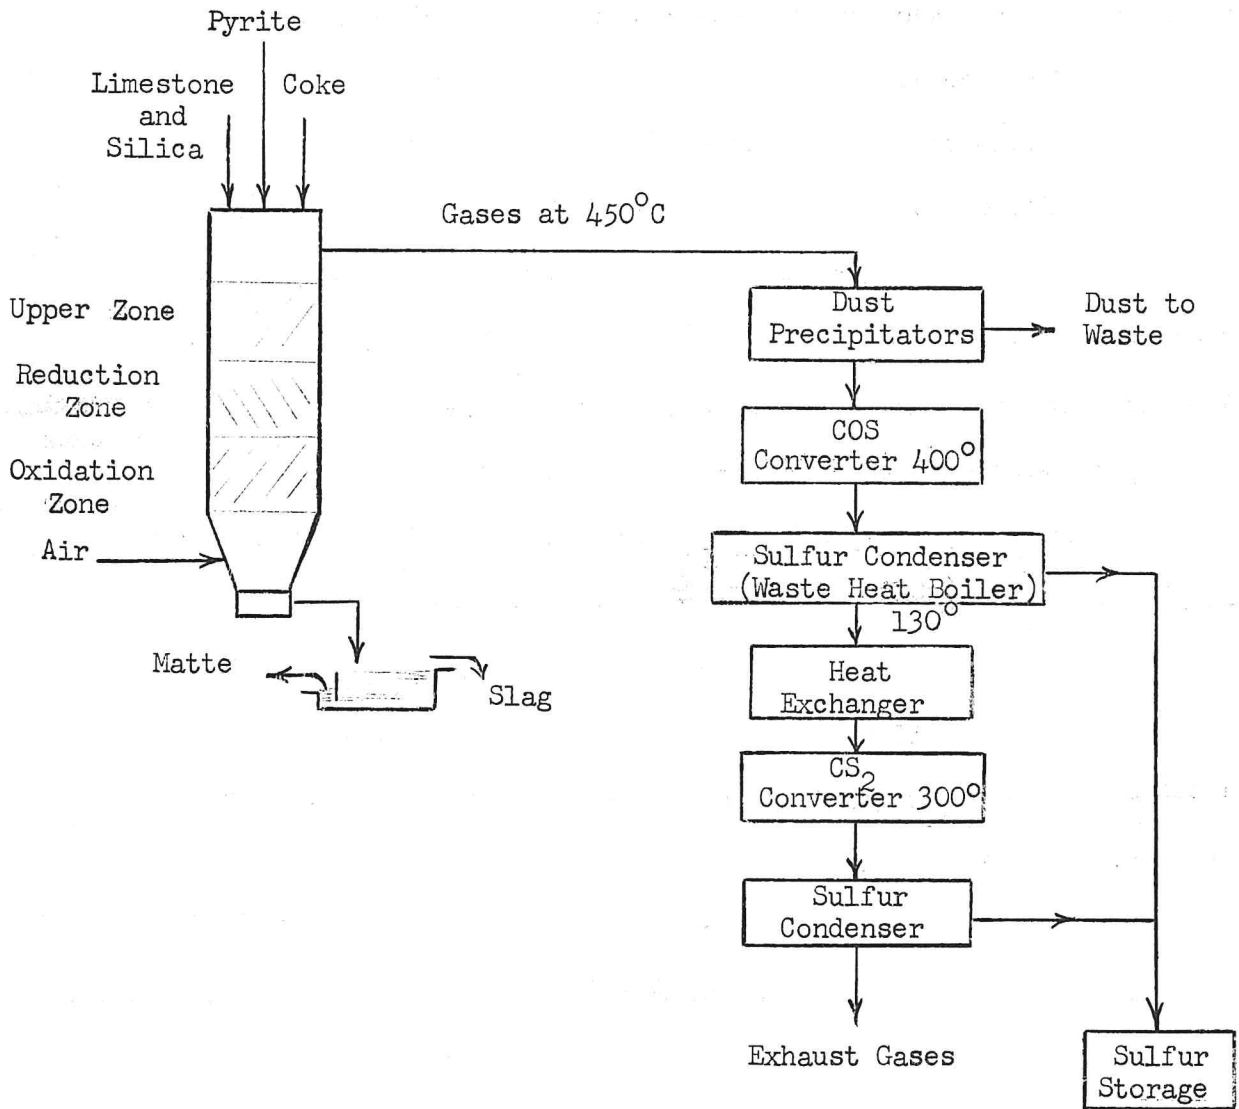 Pyrite
Limestone
and
Silica
Coke
Gases at 450°C
Upper Zone
Reduction
Zone
Oxidation
Zone
Air
Matte
Slag
Dust
Precipitators
Dust to
Waste
COS
Converter 400°
Sulfur Condenser
(Waste Heat Boiler)
130°
Heat
Exchanger
CS₂
Converter 300°
Sulfur
Condenser
Exhaust Gases
Sulfur
Storage